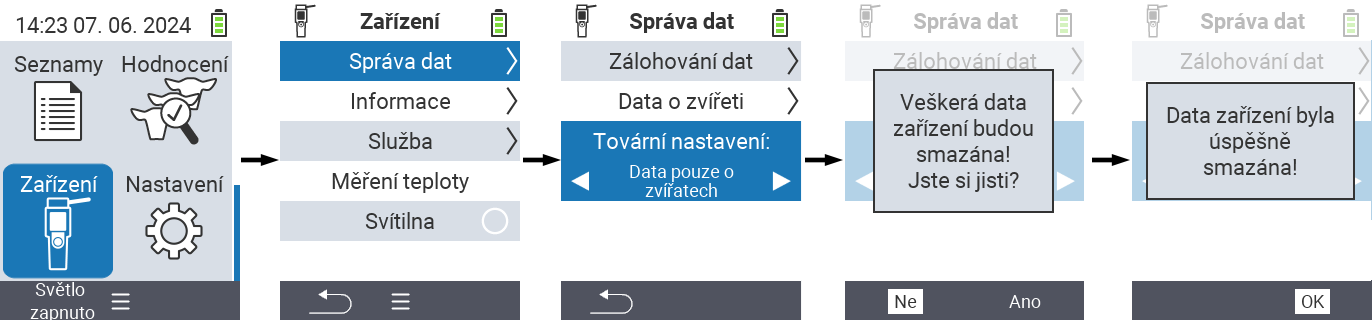 14:23 07. 06. 2024
Seznamy
Hodnocení
Zařízení
Nastavení
Světlo
zapnuto
Zařízení
Správa dat
Informace
Služba
Měření teploty
Svítilna
Správa dat
Zálohování dat
Data o zvířeti
Tovární nastavení:
Data pouze o
zvířatech
Správa dat
Zálohování dat
Veškerá data
zařízení budou
smazána!
Jste si jisti?
Ne
Ano
Správa dat
Zálohování dat
Data zařízení byla
úspěšně
smazána!
OK